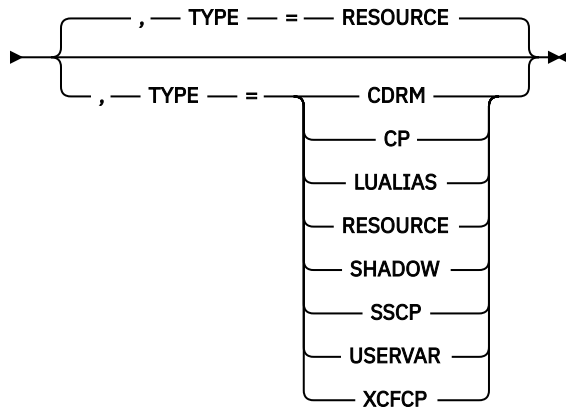 , TYPE = RESOURCE
, TYPE = CDRM
CP
LUALIAS
RESOURCE
SHADOW
SSCP
USERVAR
XCFCP